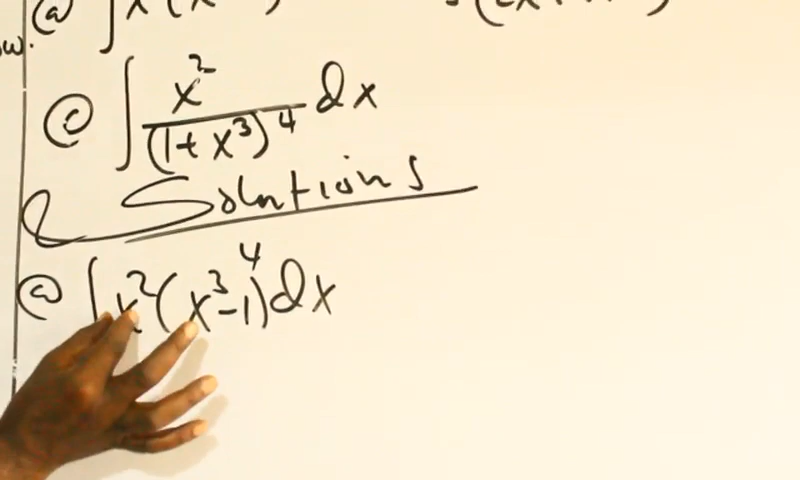 ⓔ ∫ x²/(1+x³)⁴ dx
Solutions
ⓐ ∫x²(x³-1)⁴dx